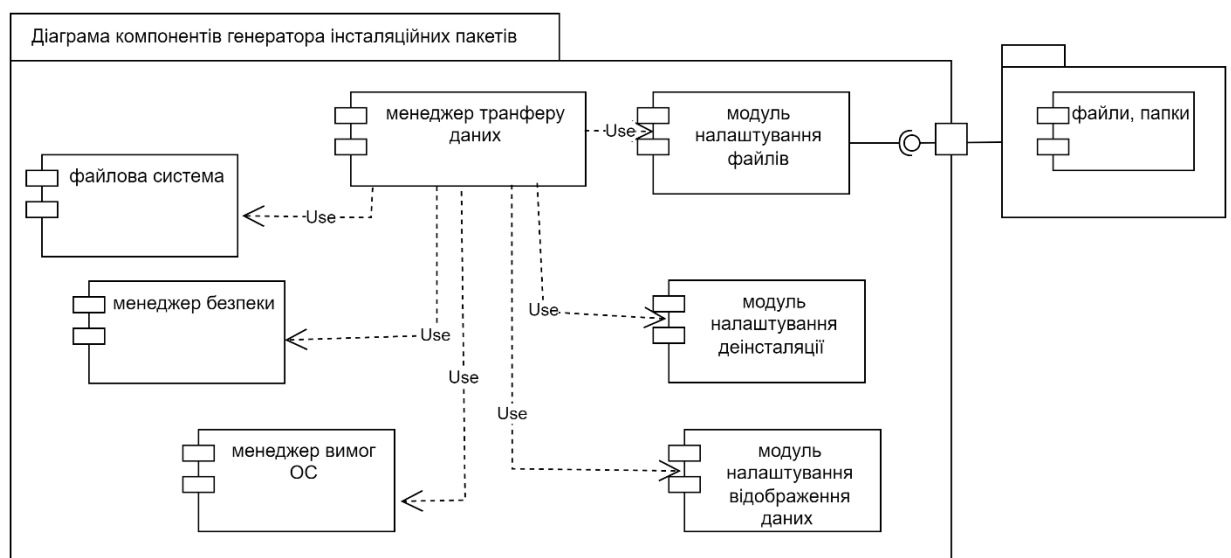 Діаграма компонентів генератора інсталяційних пакетів
менеджер транферу
даних
Use
модуль
налаштування
файлів
файли, папки
файлова система
Use
менеджер безпеки
Use
Use
модуль
налаштування
деінсталяції
Use
Use
менеджер вимог
ОС
модуль
налаштування
відображення
даних